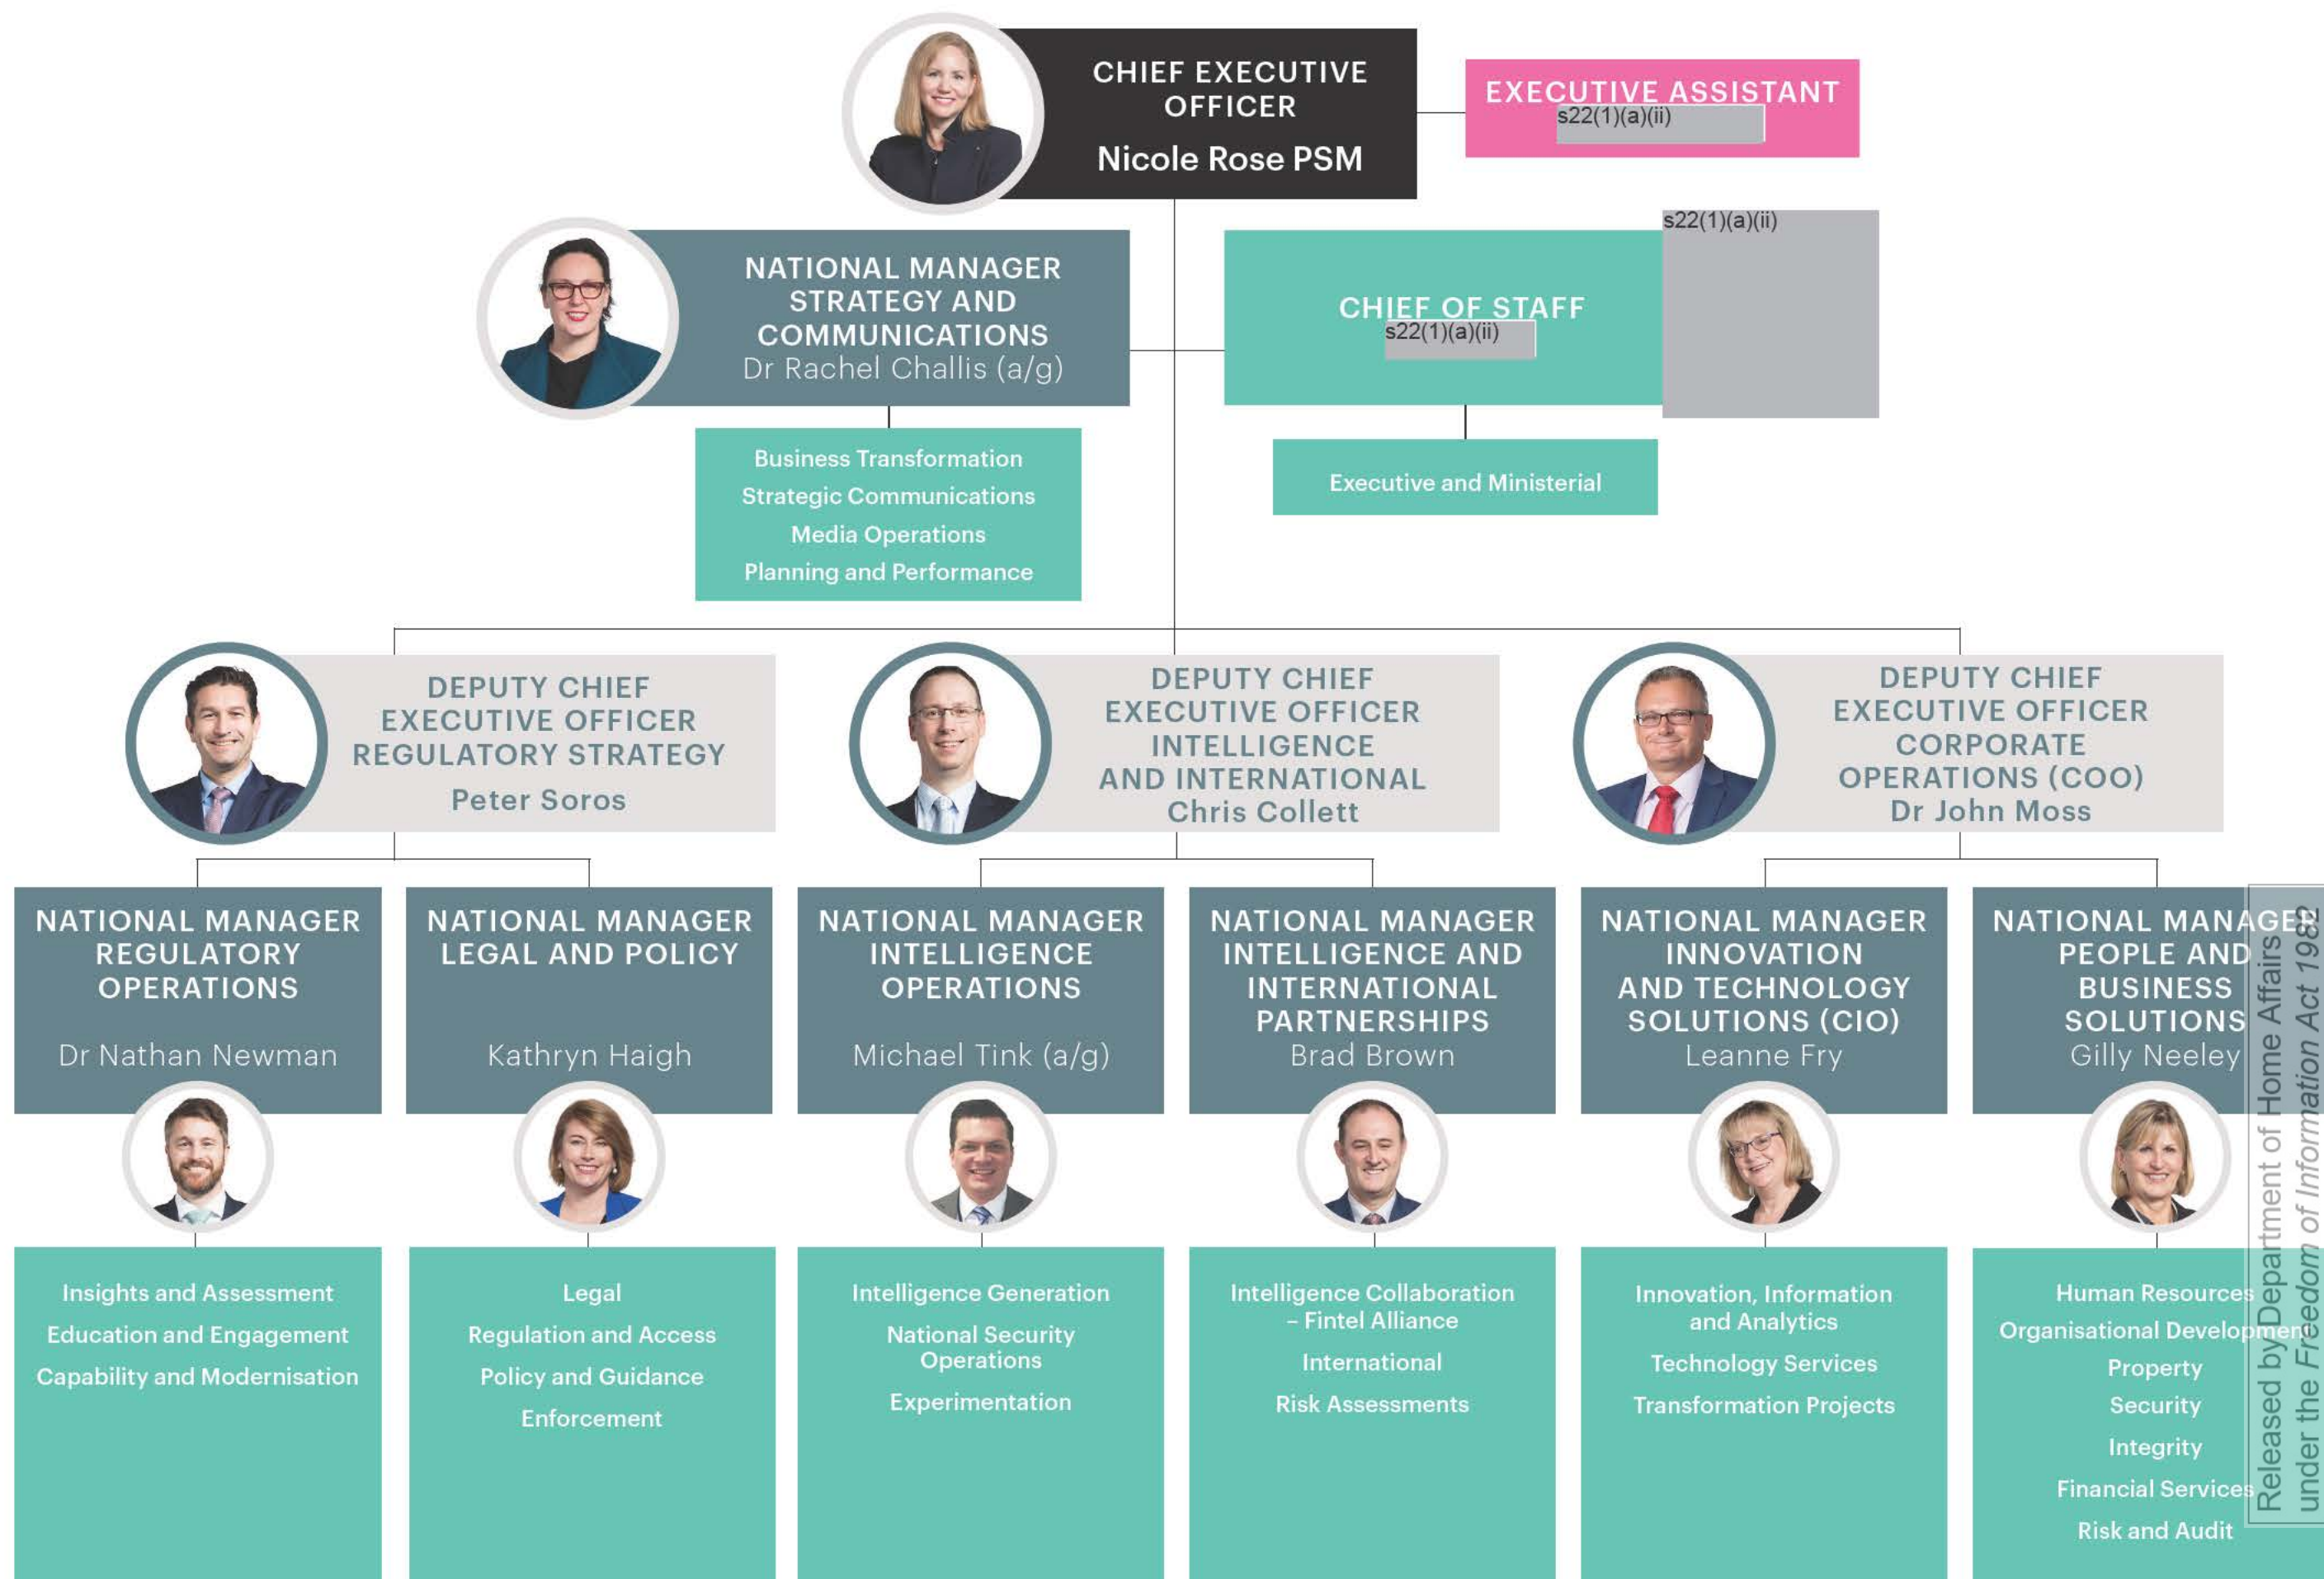 CHIEF EXECUTIVE
OFFICER
Nicole Rose PSM
EXECUTIVE ASSISTANT
s22(1)(a)(ii)
NATIONAL MANAGER
STRATEGY AND
COMMUNICATIONS
Dr Rachel Challis (a/g)
CHIEF OF STAFF
s22(1)(a)(ii)
s22(1)(a)(ii)
Business Transformation
Strategic Communications
Media Operations
Planning and Performance
Executive and Ministerial
DEPUTY CHIEF
EXECUTIVE OFFICER
REGULATORY STRATEGY
Peter Soros
DEPUTY CHIEF
EXECUTIVE OFFICER
INTELLIGENCE
AND INTERNATIONAL
Chris Collett
DEPUTY CHIEF
EXECUTIVE OFFICER
CORPORATE
OPERATIONS (COO)
Dr John Moss
NATIONAL MANAGER
REGULATORY
OPERATIONS
Dr Nathan Newman
NATIONAL MANAGER
LEGAL AND POLICY
Kathryn Haigh
NATIONAL MANAGER
INTELLIGENCE
OPERATIONS
Michael Tink (a/g)
NATIONAL MANAGER
INTELLIGENCE AND
INTERNATIONAL
PARTNERSHIPS
Brad Brown
NATIONAL MANAGER
INNOVATION
AND TECHNOLOGY
SOLUTIONS (CIO)
Leanne Fry
NATIONAL MANAGER
PEOPLE AND
BUSINESS
SOLUTIONS
Gilly Neeley
Insights and Assessment
Education and Engagement
Capability and Modernisation
Legal
Regulation and Access
Policy and Guidance
Enforcement
Intelligence Generation
National Security
Operations
Experimentation
Intelligence Collaboration
– Fintel Alliance
International
Risk Assessments
Innovation, Information
and Analytics
Technology Services
Transformation Projects
Human Resources
Organisational Development
Property
Security
Integrity
Financial Services
Risk and Audit
Released by Department of Home Affairs
under the Freedom of Information Act 1982